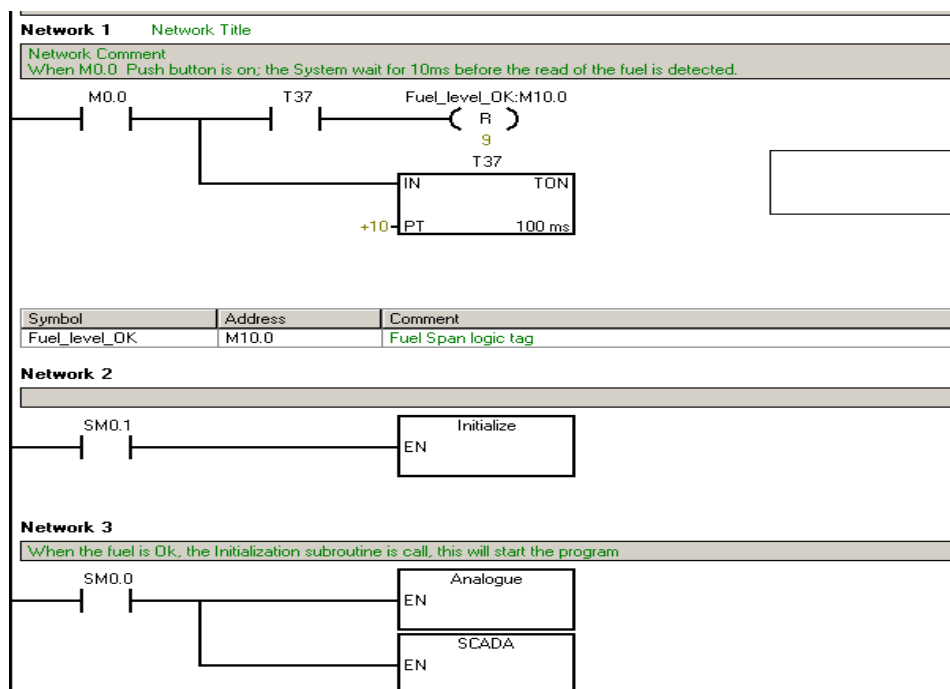 Network 1 Network Title
Network Comment
When M0.0 Push button is on; the System wait for 10ms before the read of the fuel is detected.
M0.0 T37 Fuel_level_OK:M10.0
R
9
T37
IN TON
+10 PT 100 ms
Symbol Address Comment
Fuel_level_OK M10.0 Fuel Span logic tag
Network 2
SM0.1 Initialize
EN
Network 3
When the fuel is Ok, the Initialization subroutine is call, this will start the program
SM0.0 Analogue
EN
SCADA
EN